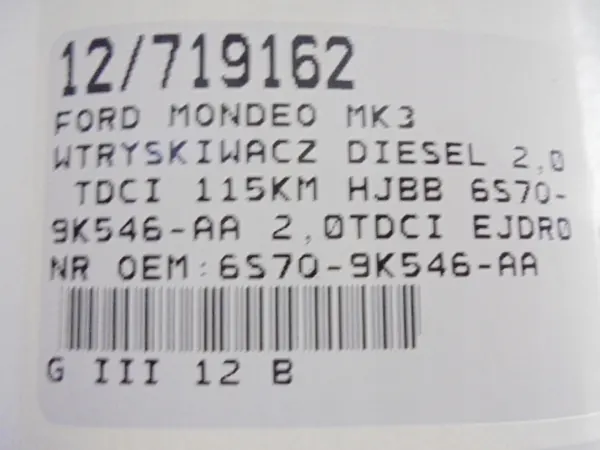 12/719162
FORD MONDEO MK3
WTRYSKIWACZ DIESEL 2,0
TDCI 115KM HJBB 6S70-
9K546-AA 2,0TDCI EJDR0
NR OEM:6S70-9K546-AA
G III 12 B